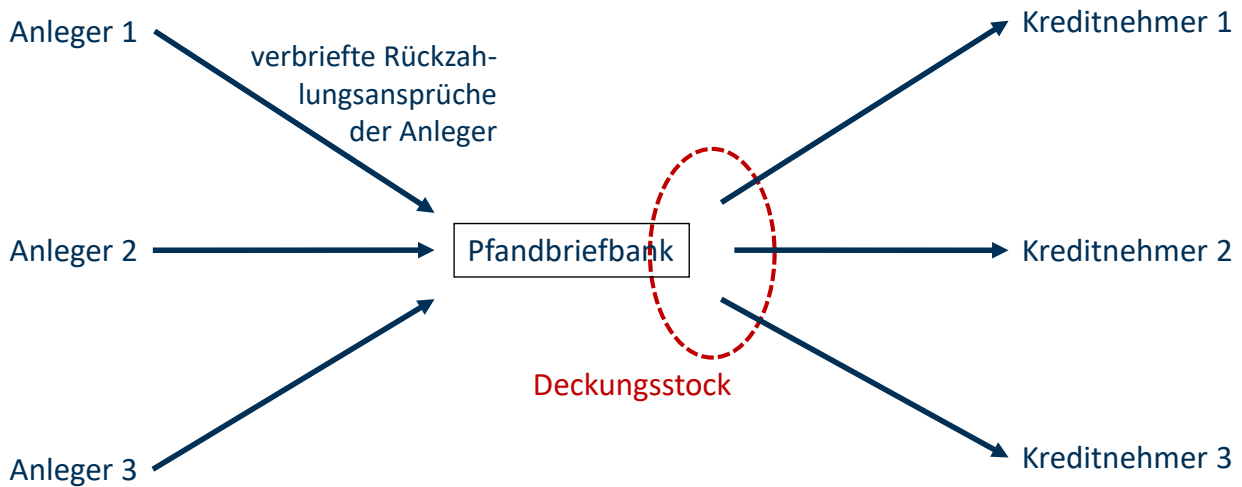 Anleger 1
verbriefte Rückzah-
lungsansprüche
der Anleger
Kreditnehmer 1
Anleger 2
Pfandbriefbank
Kreditnehmer 2
Deckungsstock
Anleger 3
Kreditnehmer 3